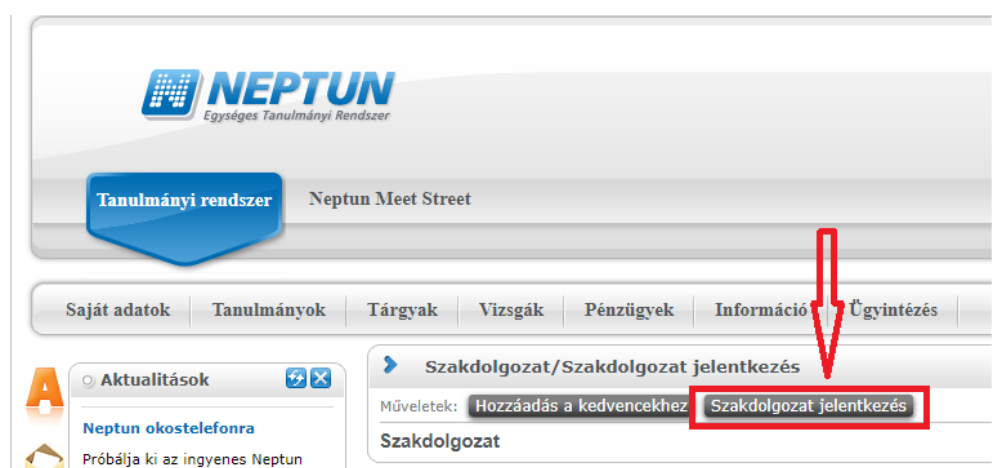 NEPTUN
Egységes Tanulmányi Rendszer
Tanulmányi rendszer
Neptun Meet Street
Saját adatok Tanulmányok Tárgyak Vizsgák Pénzügyek Információ Ügyintézés
A
Aktualitások
Neptun okostelefonra
Próbálja ki az ingyenes Neptun
Szakdolgozat/Szakdolgozat jelentkezés
Műveletek: Hozzáadás a kedvencekhez Szakdolgozat jelentkezés
Szakdolgozat